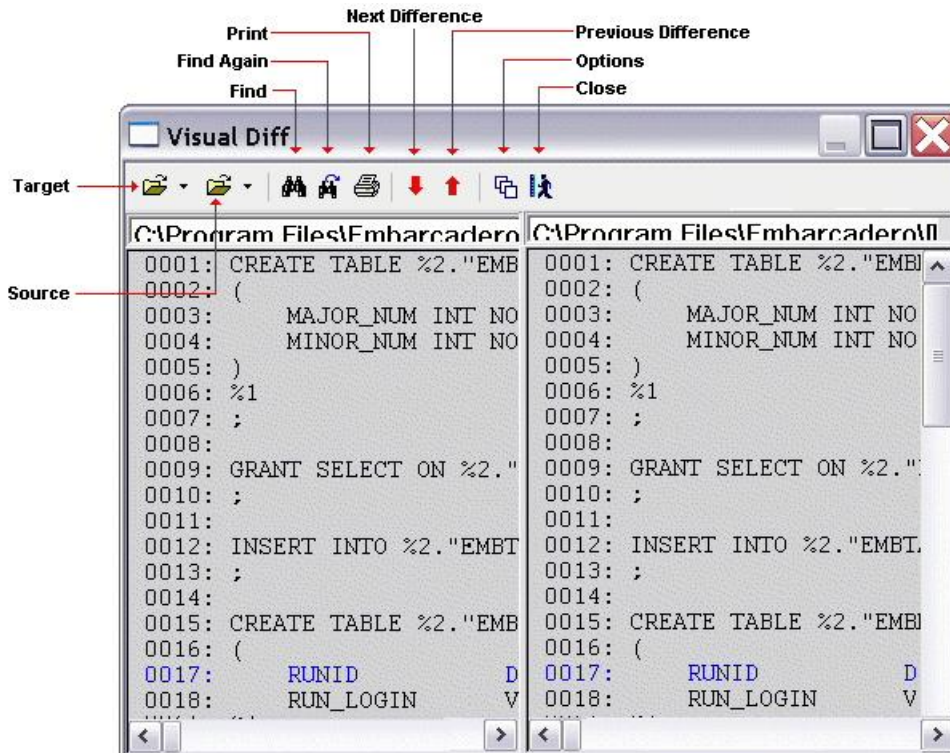 Next Difference
Print
Previous Difference
Find Again
Options
Find
Close
Visual Diff
Target
Source
C:\Program Files\Embarcadero
0001: CREATE TABLE %2."EMB
0002: (
0003: MAJOR_NUM INT NO
0004: MINOR_NUM INT NO
0005: )
0006: %1
0007: ;
0008:
0009: GRANT SELECT ON %2."
0010: ;
0011:
0012: INSERT INTO %2."EMBT
0013: ;
0014:
0015: CREATE TABLE %2."EMB
0016: (
0017: RUNID D
0018: RUN_LOGIN V
C:\Program Files\Embarcadero\
0001: CREATE TABLE %2."EMB
0002: (
0003: MAJOR_NUM INT NO
0004: MINOR_NUM INT NO
0005: )
0006: %1
0007: ;
0008:
0009: GRANT SELECT ON %2."
0010: ;
0011:
0012: INSERT INTO %2."EMBT
0013: ;
0014:
0015: CREATE TABLE %2."EMB
0016: (
0017: RUNID D
0018: RUN_LOGIN V